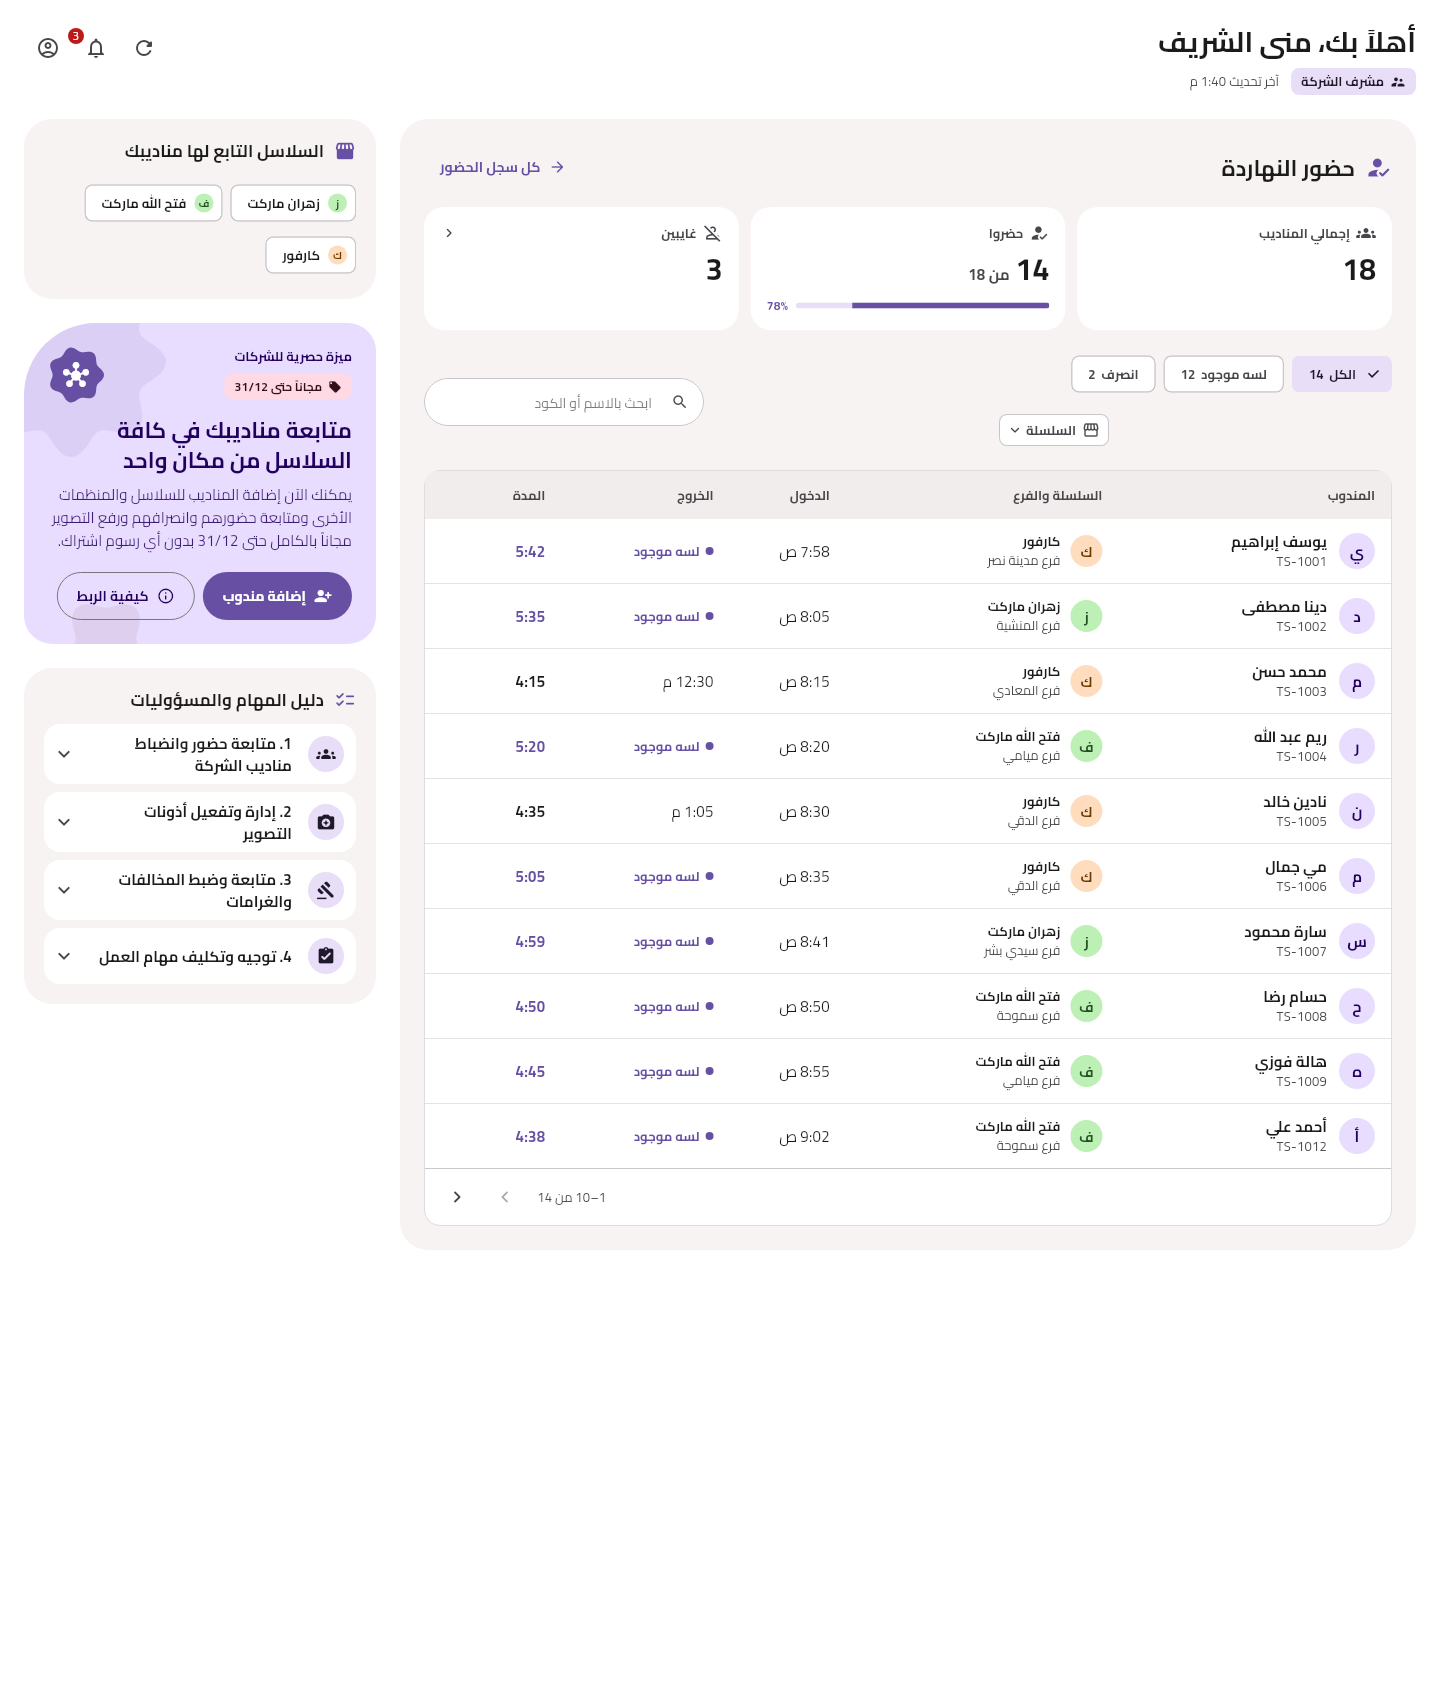 أهلاً بك، منى الشريف
مشرف الشركة
آخر تحديث 1:40 م
3
حضور النهاردة
كل سجل الحضور
إجمالي المناديب
18
حضروا
14 من 18
78%
غايبين
3
الكل 14
لسه موجود 12
انصرف 2
السلسلة
ابحث بالاسم أو الكود
المندوب السلسلة والفرع الدخول الخروج المدة
ي يوسف إبراهيم ك كارفور 7:58 ص لسه موجود 5:42
TS-1001 فرع مدينة نصر
د دينا مصطفى ز زهران ماركت 8:05 ص لسه موجود 5:35
TS-1002 فرع المنشية
م محمد حسن ك كارفور 8:15 ص 12:30 م 4:15
TS-1003 فرع المعادي
ر ريم عبد الله ف فتح الله ماركت 8:20 ص لسه موجود 5:20
TS-1004 فرع ميامي
ن نادين خالد ك كارفور 8:30 ص 1:05 م 4:35
TS-1005 فرع الدقي
م مي جمال ك كارفور 8:35 ص لسه موجود 5:05
TS-1006 فرع الدقي
س سارة محمود ز زهران ماركت 8:41 ص لسه موجود 4:59
TS-1007 فرع سيدي بشر
ح حسام رضا ف فتح الله ماركت 8:50 ص لسه موجود 4:50
TS-1008 فرع سموحة
ه هالة فوزي ف فتح الله ماركت 8:55 ص لسه موجود 4:45
TS-1009 فرع ميامي
أ أحمد علي ف فتح الله ماركت 9:02 ص لسه موجود 4:38
TS-1012 فرع سموحة
1–10 من 14
السلاسل التابع لها مناديبك
ز زهران ماركت
ف فتح الله ماركت
ك كارفور
ميزة حصرية للشركات
مجاناً حتى 31/12
متابعة مناديبك في كافة
السلاسل من مكان واحد
يمكنك الآن إضافة المناديب للسلاسل والمنظمات
الأخرى ومتابعة حضورهم وانصرافهم ورفع التصوير
مجاناً بالكامل حتى 31/12 بدون أي رسوم اشتراك.
إضافة مندوب
كيفية الربط
دليل المهام والمسؤوليات
1. متابعة حضور وانضباط
مناديب الشركة
2. إدارة وتفعيل أذونات
التصوير
3. متابعة وضبط المخالفات
والغرامات
4. توجيه وتكليف مهام العمل